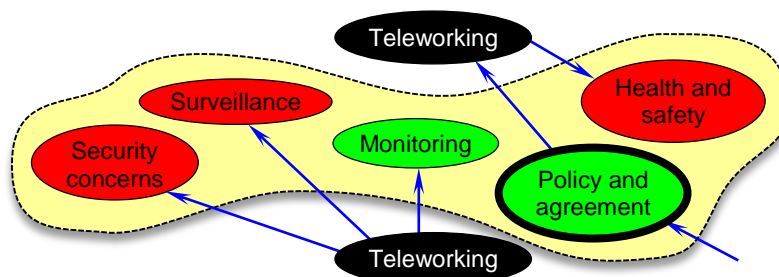 Teleworking
Health and
safety
Surveillance
Monitoring
Security
concerns
Policy and
agreement
Teleworking